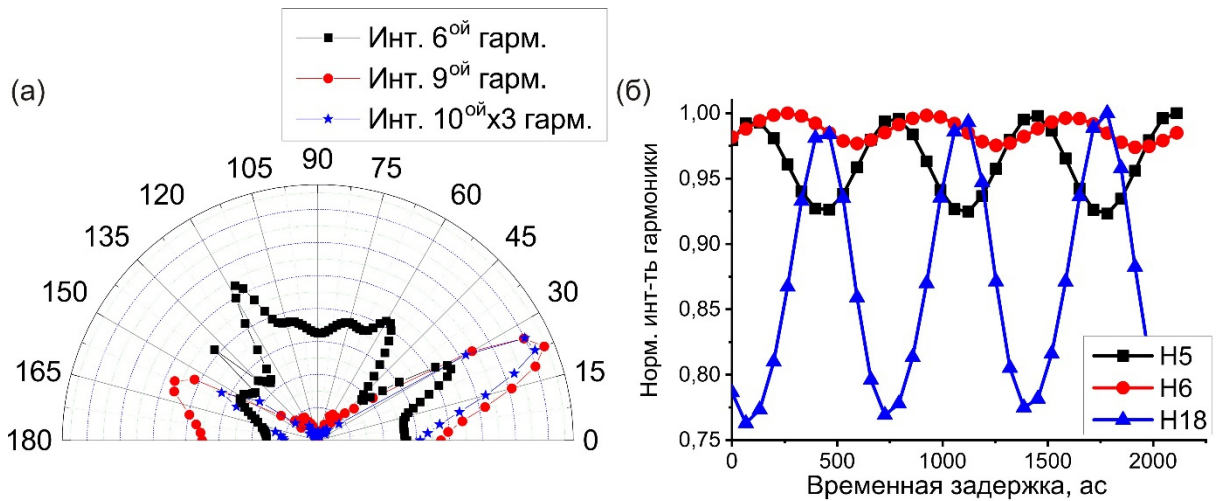 (а)
Инт. 6ой гарм.
Инт. 9ой гарм.
Инт. 10ойx3 гарм.
180
165
150
135
120
105
90
75
60
45
30
15
0
(б)
Норм. инт-ть гармоники
1,00
0,95
0,90
0,85
0,80
0,75
0
500
1000
1500
2000
Временная задержка, ас
H5
H6
H18